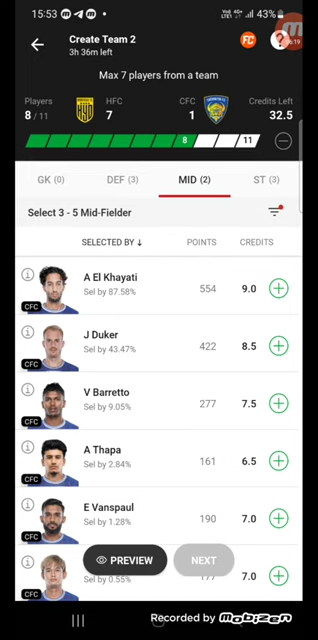 15:53 43%
Create Team 2
3h 36m left
FC ?
Max 7 players from a team
Players HFC CFC Credits Left
8 / 11 7 1 32.5
8 11
GK (0) DEF (3) MID (2) ST (3)
Select 3 - 5 Mid-Fielder
SELECTED BY ↓ POINTS CREDITS
A El Khayati
Sel by 87.58% 554 9.0
CFC
J Duker
Sel by 43.47% 422 8.5
CFC
V Barretto
Sel by 9.05% 277 7.5
CFC
A Thapa
Sel by 2.84% 161 6.5
CFC
E Vanspaul
Sel by 1.28% 190 7.0
CFC
PREVIEW NEXT
Sel by 0.55% 177 7.0
CFC
Recorded by mobizen